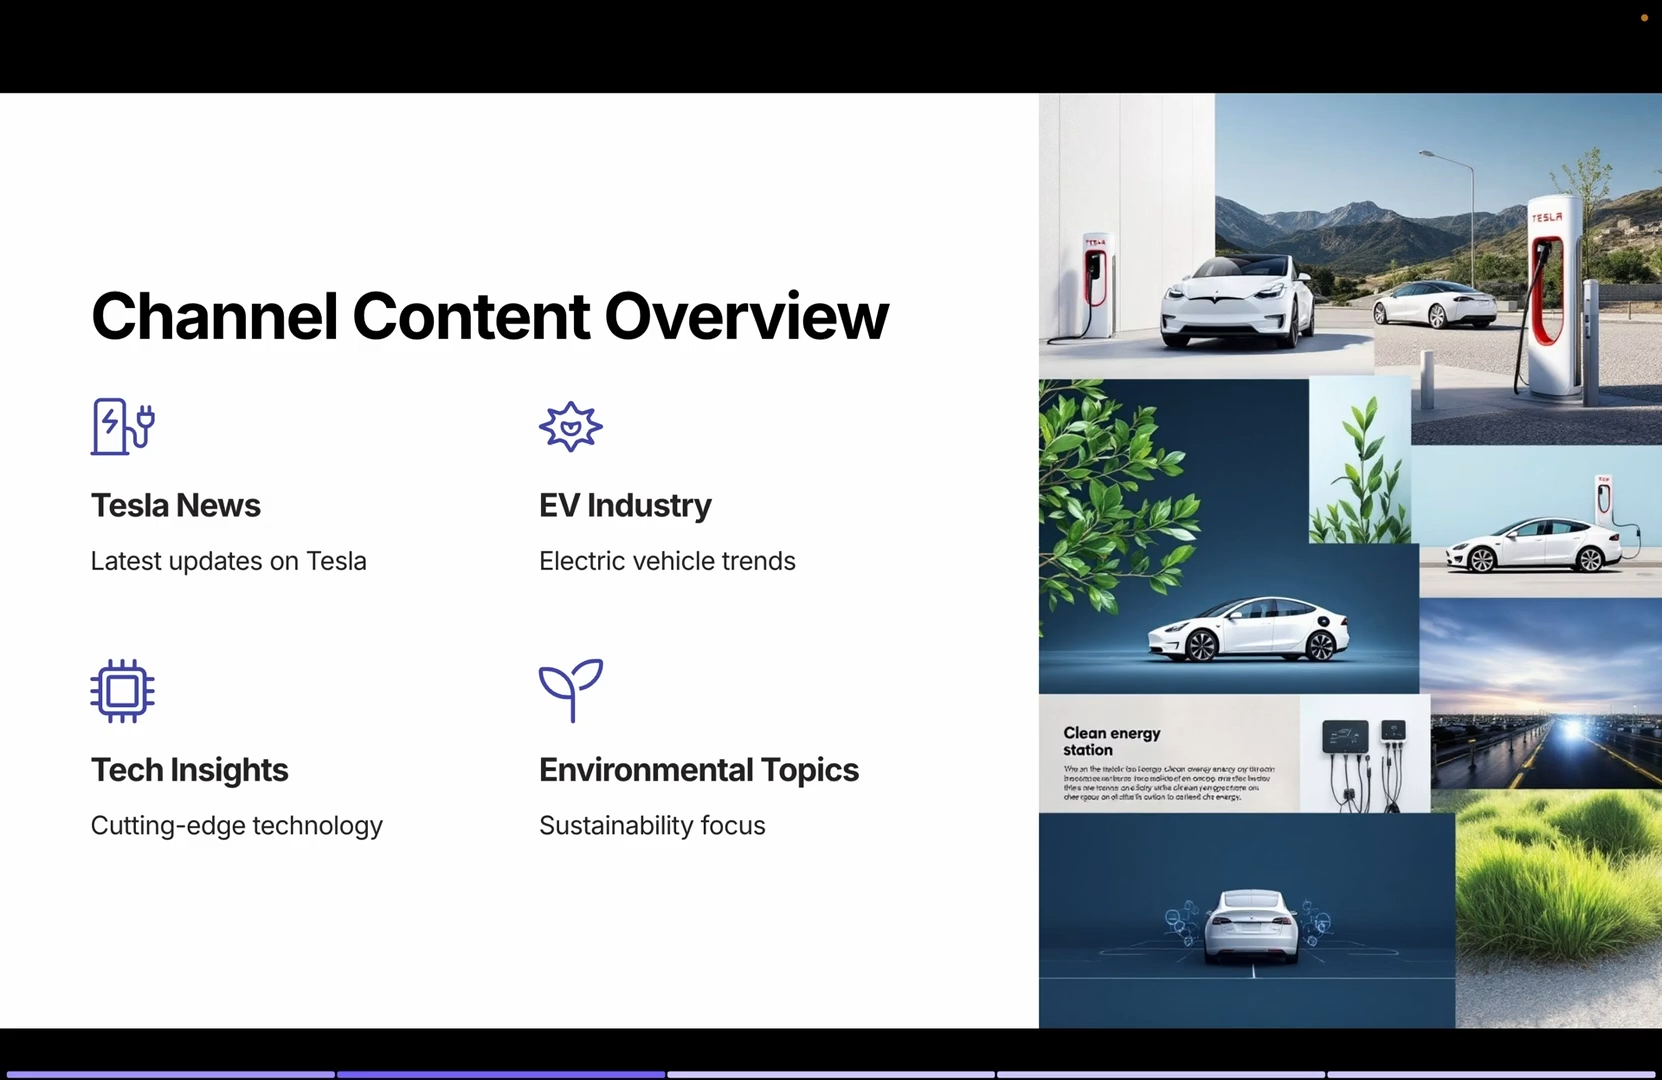 Channel Content Overview
Tesla News
Latest updates on Tesla
EV Industry
Electric vehicle trends
Tech Insights
Cutting-edge technology
Environmental Topics
Sustainability focus
TESLA
TESLA
Clean energy
station